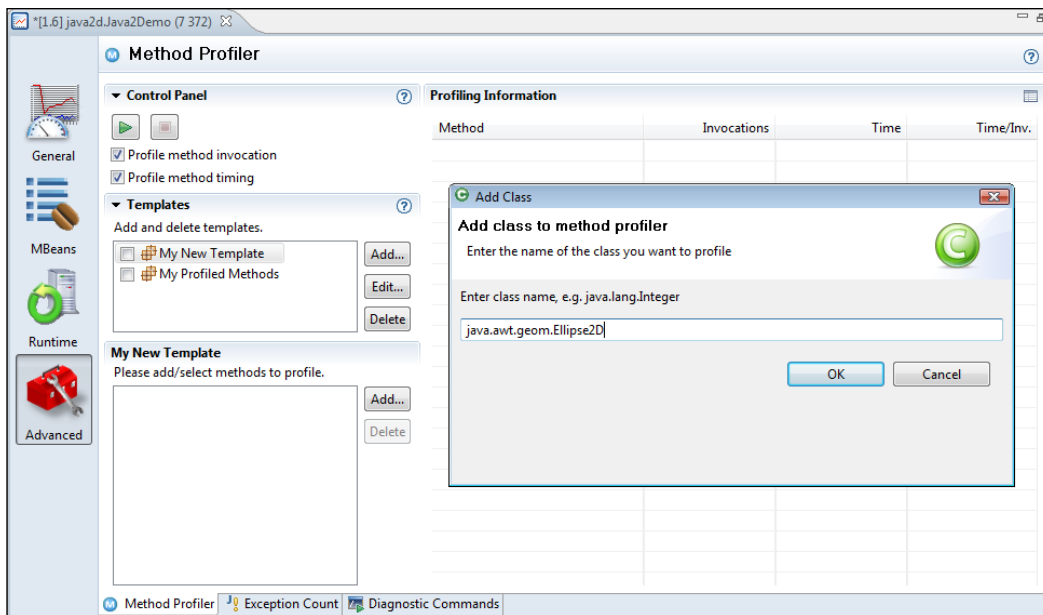 *[1.6] java2d.Java2Demo (7 372)
Method Profiler
General
MBeans
Runtime
Advanced
Control Panel
Profile method invocation
Profile method timing
Templates
Add and delete templates.
My New Template
My Profiled Methods
Add...
Edit...
Delete
My New Template
Please add/select methods to profile.
Add...
Delete
Profiling Information
Method Invocations Time Time/Inv.
Add Class
Add class to method profiler
Enter the name of the class you want to profile
Enter class name, e.g. java.lang.Integer
java.awt.geom.Ellipse2D
OK Cancel
Method Profiler Exception Count Diagnostic Commands